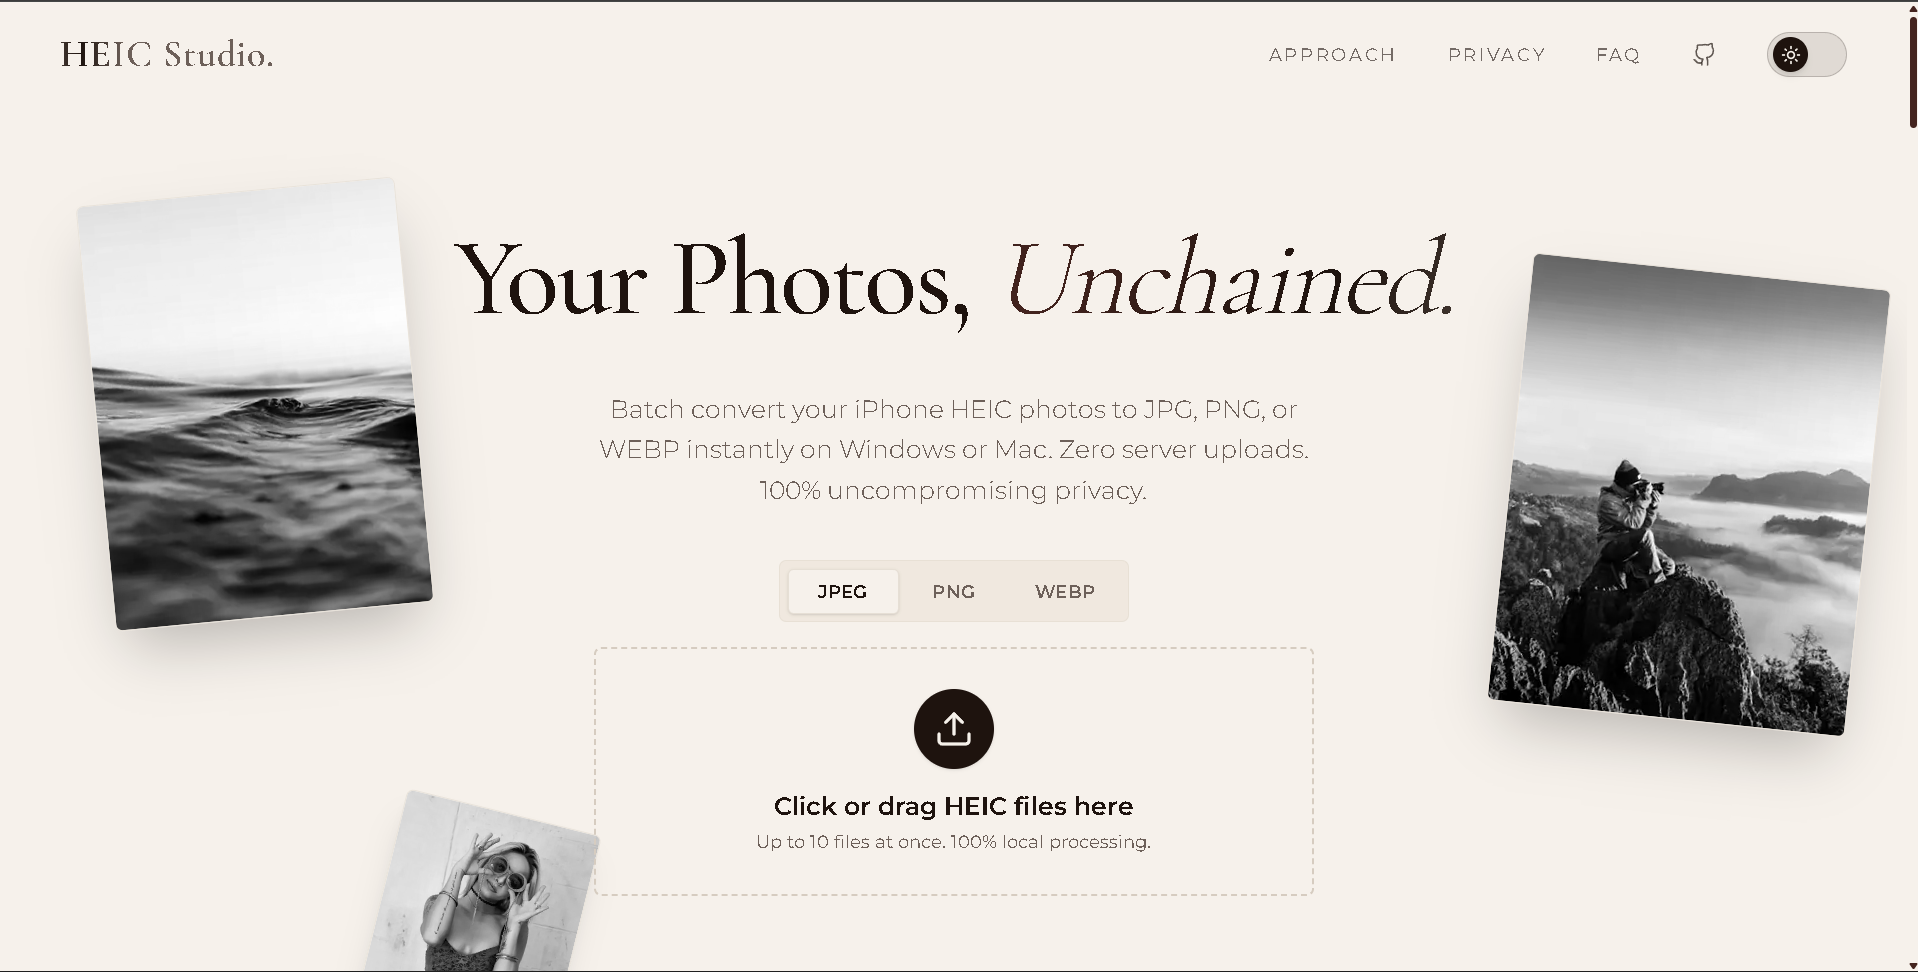 HEIC Studio.
APPROACH
PRIVACY
FAQ
Your Photos, Unchained.
Batch convert your iPhone HEIC photos to JPG, PNG, or
WEBP instantly on Windows or Mac. Zero server uploads.
100% uncompromising privacy.
JPEG
PNG
WEBP
Click or drag HEIC files here
Up to 10 files at once. 100% local processing.